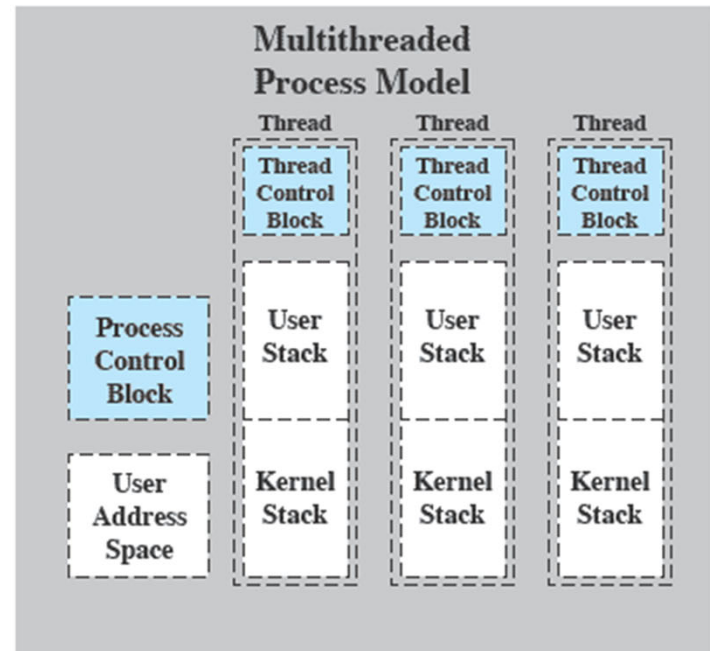 Multithreaded
Process Model
Thread
Thread
Control
Block
User
Stack
Kernel
Stack
Thread
Thread
Control
Block
User
Stack
Kernel
Stack
Thread
Thread
Control
Block
User
Stack
Kernel
Stack
Process
Control
Block
User
Address
Space